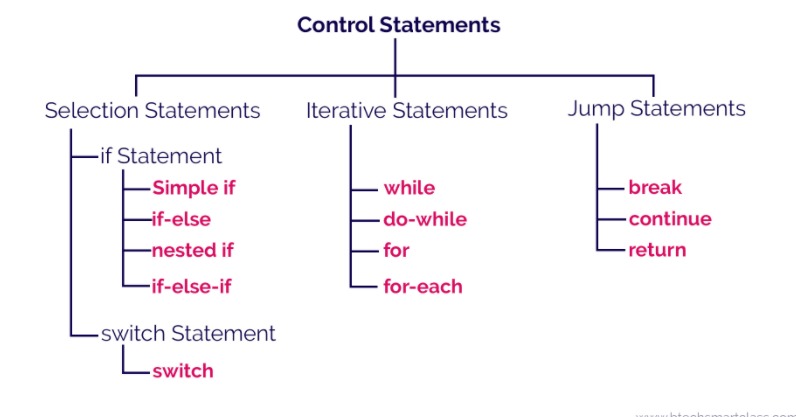 Control Statements
Selection Statements
if Statement
Simple if
if-else
nested if
if-else-if
switch Statement
switch
Iterative Statements
while
do-while
for
for-each
Jump Statements
break
continue
return
www.btechsmartclass.com